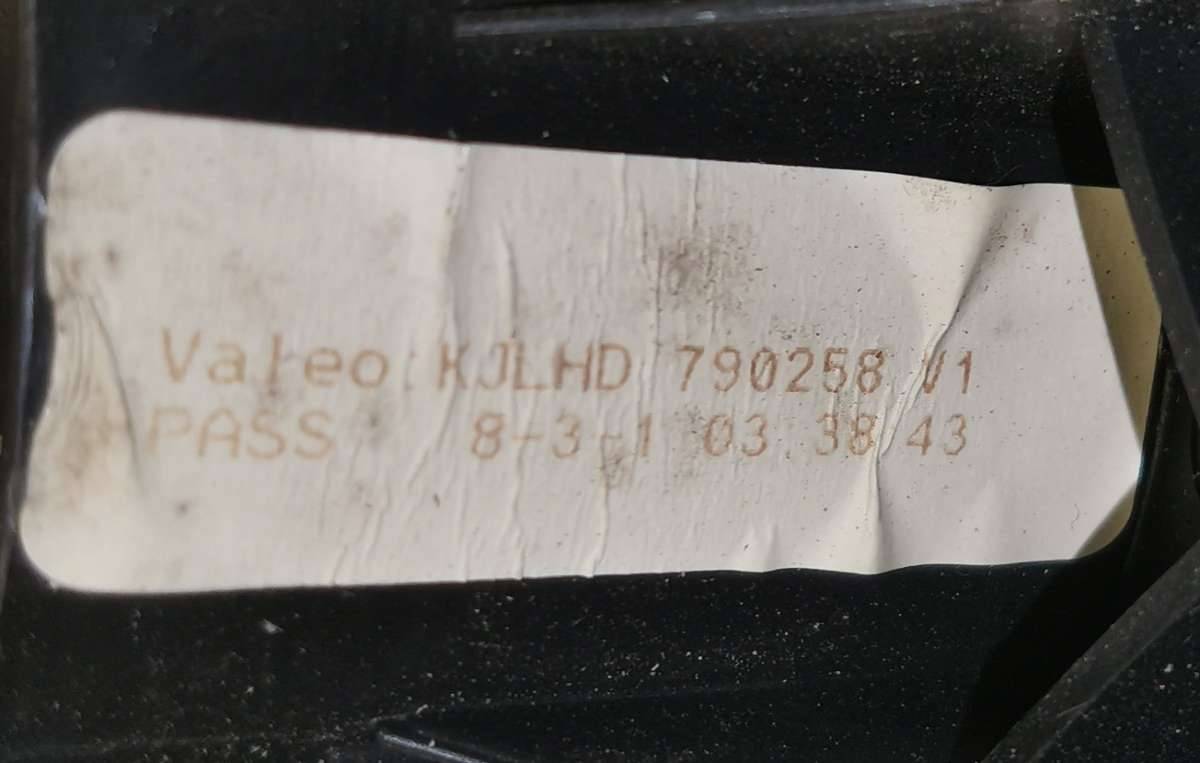 Valeo KJLHD 790258 V1
PASS 8-3-1 03 38 43